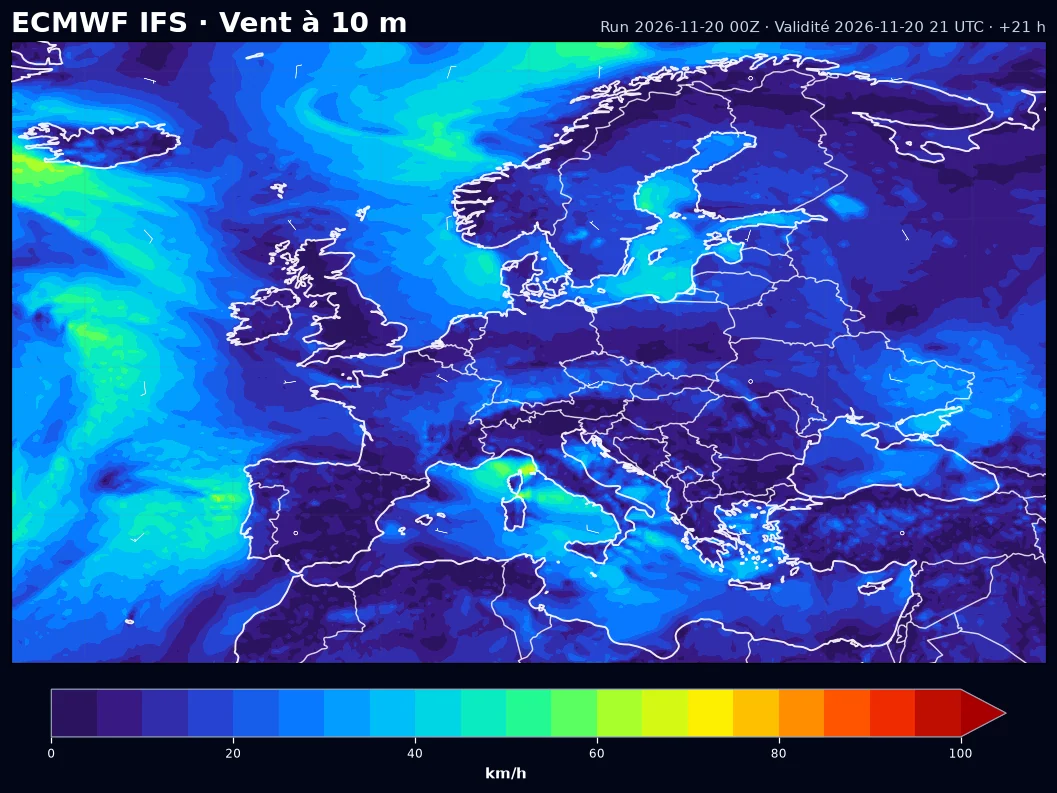 ECMWF IFS · Vent à 10 m
Run 2026-11-20 00Z · Validité 2026-11-20 21 UTC · +21 h
0 20 40 60 80 100
km/h